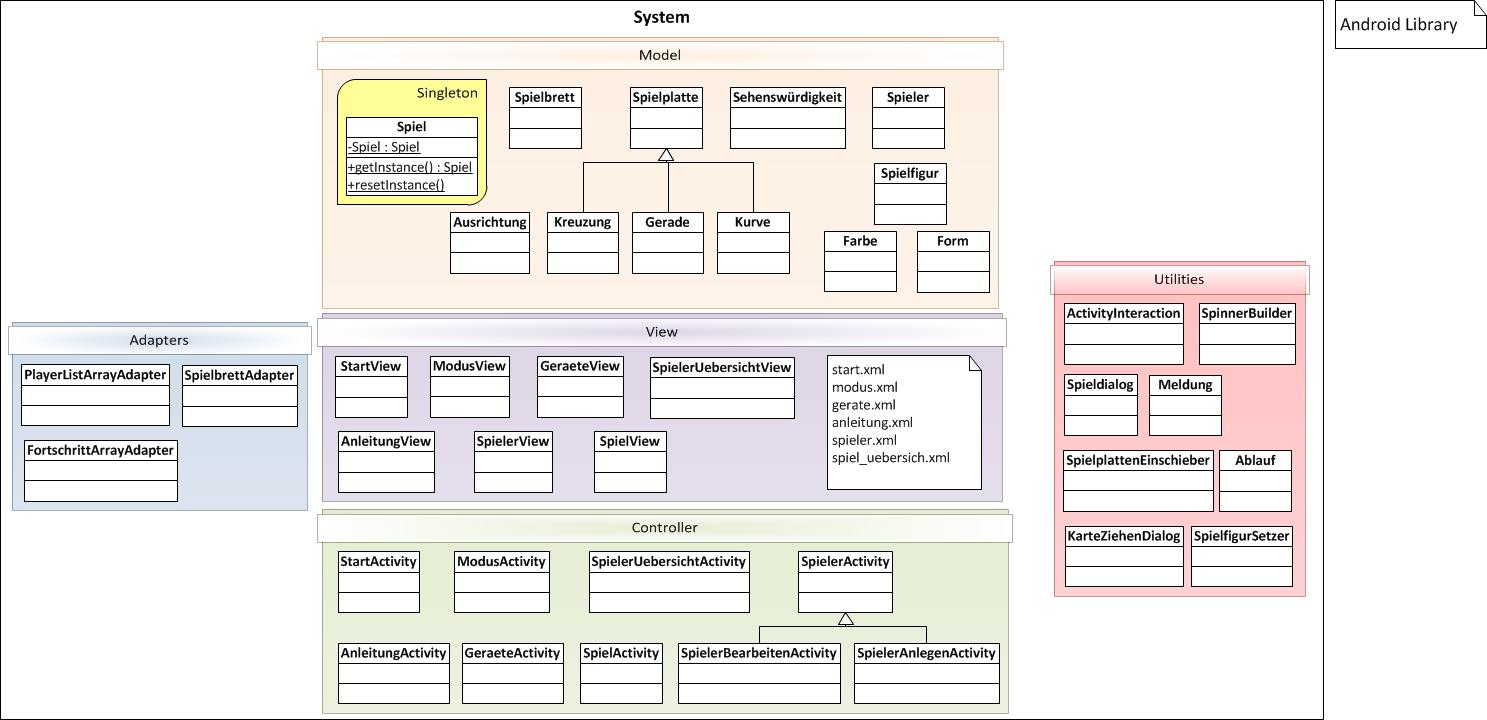 System
Android Library
Model
Singleton
Spiel
-Spiel : Spiel
+getInstance() : Spiel
+resetInstance()
Spielbrett
Spielplatte
Sehenswürdigkeit
Spieler
Spielfigur
Ausrichtung
Kreuzung
Gerade
Kurve
Farbe
Form
Adapters
PlayerListArrayAdapter
SpielbrettAdapter
FortschrittArrayAdapter
View
StartView
ModusView
GeraeteView
SpielerUebersichtView
AnleitungView
SpielerView
SpielView
start.xml
modus.xml
gerate.xml
anleitung.xml
spieler.xml
spiel_uebersich.xml
Controller
StartActivity
ModusActivity
SpielerUebersichtActivity
SpielerActivity
AnleitungActivity
GeraeteActivity
SpielActivity
SpielerBearbeitenActivity
SpielerAnlegenActivity
Utilities
ActivityInteraction
SpinnerBuilder
Spieldialog
Meldung
SpielplattenEinschieber
Ablauf
KarteZiehenDialog
SpielfigurSetzer